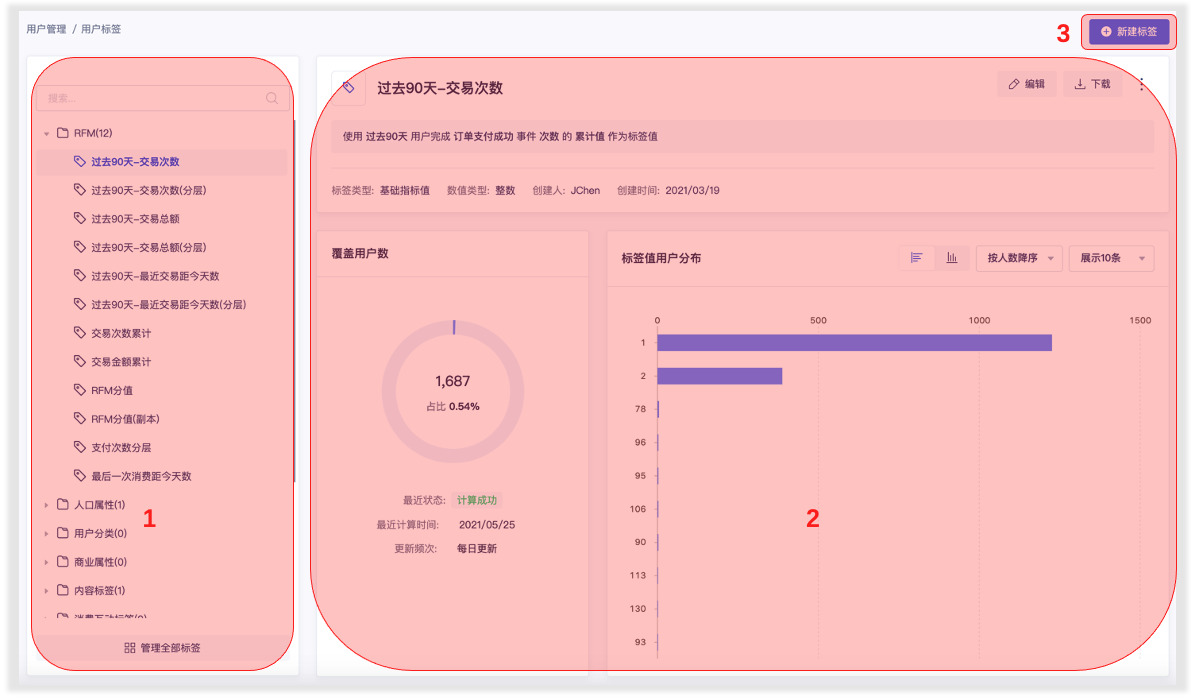 用户管理 / 用户标签
3
新建标签
搜索...
RFM(12)
过去90天-交易次数
过去90天-交易次数(分层)
过去90天-交易总额
过去90天-交易总额(分层)
过去90天-最近交易距今天数
过去90天-最近交易距今天数(分层)
交易次数累计
交易金额累计
RFM分值
RFM分值(副本)
支付次数分层
最后一次消费距今天数
人口属性(1)
1
用户分类(0)
商业属性(0)
内容标签(1)
消费互动标签(0)
管理全部标签
过去90天-交易次数
编辑
下载
使用 过去90天 用户完成 订单支付成功 事件 次数 的 累计值 作为标签值
标签类型: 基础指标值 数值类型: 整数 创建人: JChen 创建时间: 2021/03/19
覆盖用户数
1,687
占比 0.54%
最近状态: 计算成功
最近计算时间: 2021/05/25
更新频次: 每日更新
标签值用户分布
按人数降序
展示10条
0 500 1000 1500
1
2
78
96
95
106
2
90
113
130
93